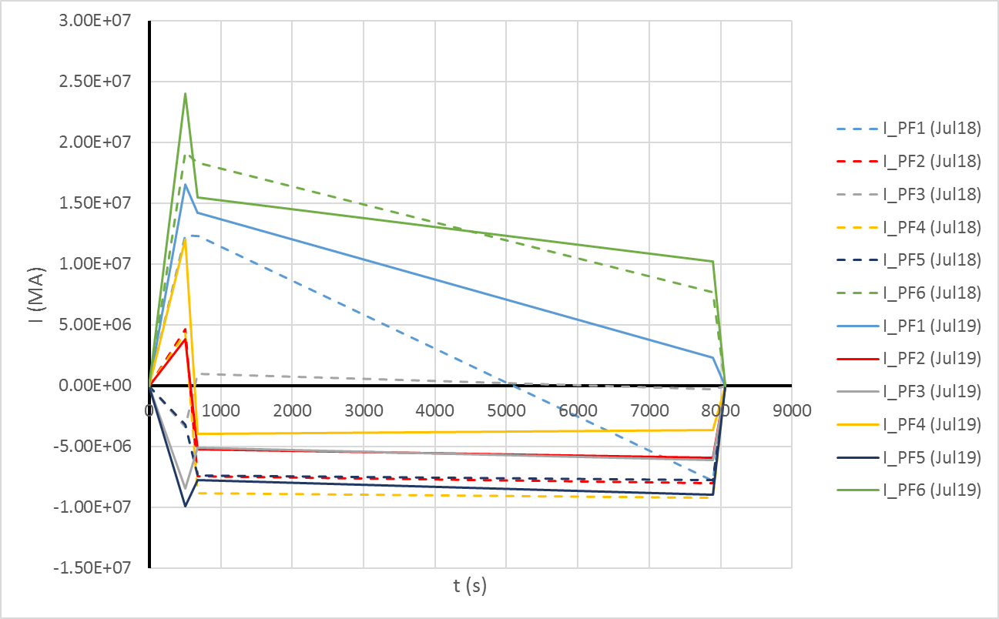 3.00E+07
2.50E+07
2.00E+07
1.50E+07
1.00E+07
5.00E+06
0.00E+00
-5.00E+06
-1.00E+07
-1.50E+07
I (MA)
0 1000 2000 3000 4000 5000 6000 7000 8000 9000
t (s)
I_PF1 (Jul18)
I_PF2 (Jul18)
I_PF3 (Jul18)
I_PF4 (Jul18)
I_PF5 (Jul18)
I_PF6 (Jul18)
I_PF1 (Jul19)
I_PF2 (Jul19)
I_PF3 (Jul19)
I_PF4 (Jul19)
I_PF5 (Jul19)
I_PF6 (Jul19)